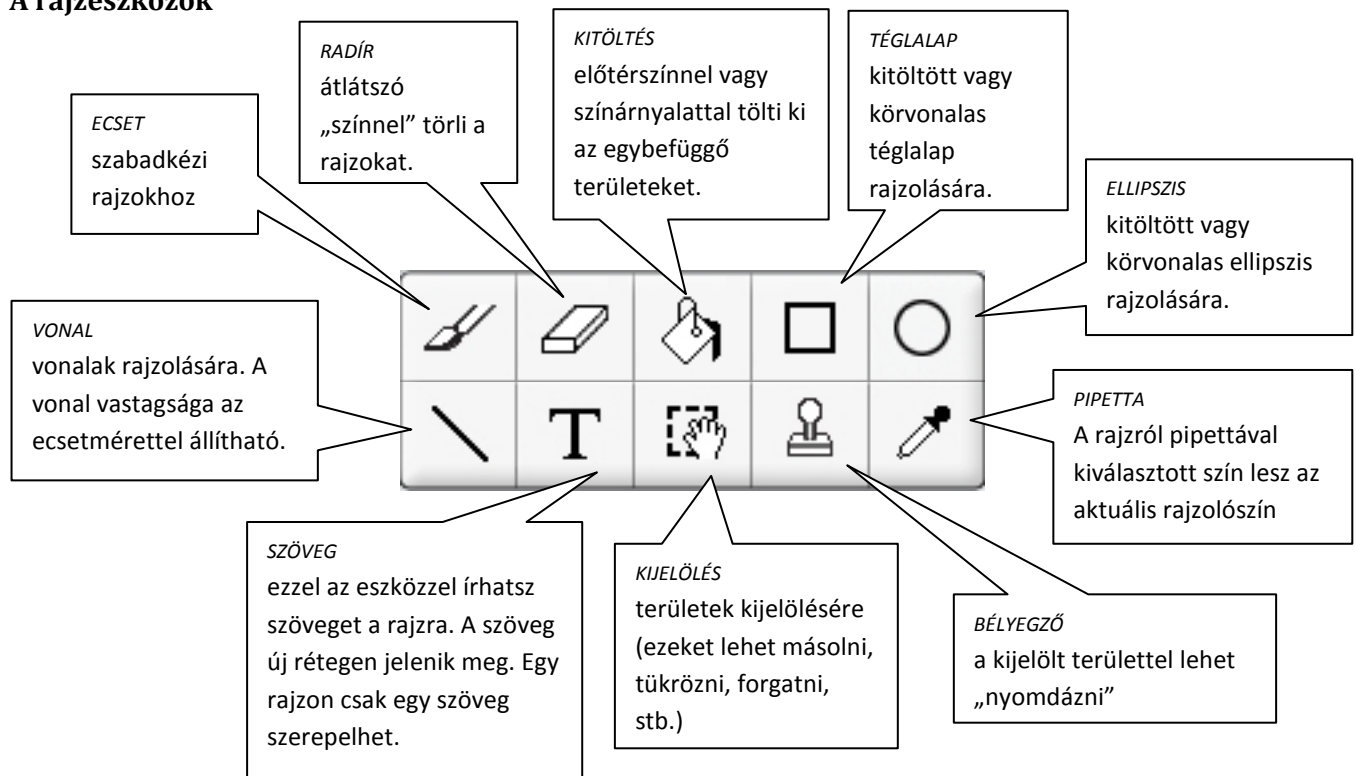 A rajzeszközök
RADÍR
átlátszó
„színnel” törli a
rajzokat.
KITÖLTÉS
előtérszínnel vagy
színárnyalattal tölti ki
az egybefüggő
területeket.
TÉGLALAP
kitöltött vagy
körvonalas
téglalap
rajzolására.
ECSET
szabadkézi
rajzokhoz
ELLIPSZIS
kitöltött vagy
körvonalas ellipszis
rajzolására.
VONAL
vonalak rajzolására. A
vonal vastagsága az
ecsetmérettel állítható.
T
PIPETTA
A rajzról pipettával
kiválasztott szín lesz az
aktuális rajzolószín
SZÖVEG
ezzel az eszközzel írhatsz
szöveget a rajzra. A szöveg
új rétegen jelenik meg. Egy
rajzon csak egy szöveg
szerepelhet.
KIJELÖLÉS
területek kijelölésére
(ezeket lehet másolni,
tükrözni, forgatni,
stb.)
BÉLYEGZŐ
a kijelölt területtel lehet
„nyomdázni”